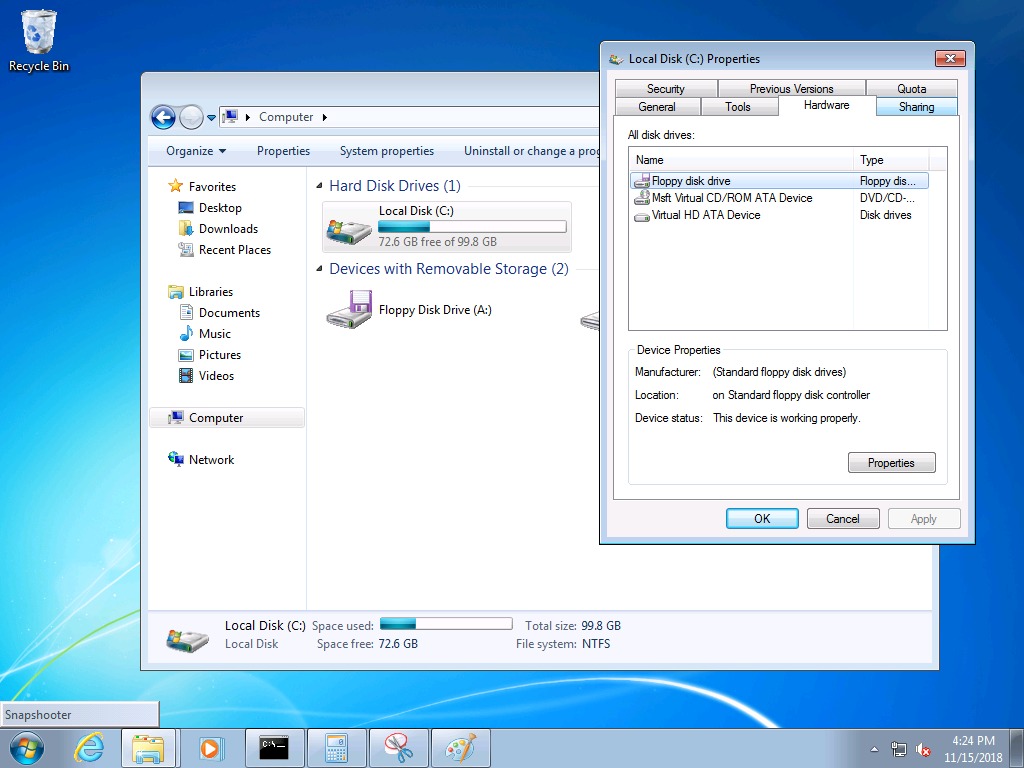 Recycle Bin
Computer
Organize
Properties
System properties
Uninstall or change a prog
Favorites
Desktop
Downloads
Recent Places
Libraries
Documents
Music
Pictures
Videos
Computer
Network
Hard Disk Drives (1)
Local Disk (C:)
72.6 GB free of 99.8 GB
Devices with Removable Storage (2)
Floppy Disk Drive (A:)
Local Disk (C:) Space used: Total size: 99.8 GB
Local Disk Space free: 72.6 GB File system: NTFS
Local Disk (C:) Properties
Security Previous Versions Quota
General Tools Hardware Sharing
All disk drives:
Name Type
Floppy disk drive Floppy dis...
Msft Virtual CD/ROM ATA Device DVD/CD-...
Virtual HD ATA Device Disk drives
Device Properties
Manufacturer: (Standard floppy disk drives)
Location: on Standard floppy disk controller
Device status: This device is working properly.
Properties
OK Cancel Apply
Snapshooter
C:\_
4:24 PM
11/15/2018